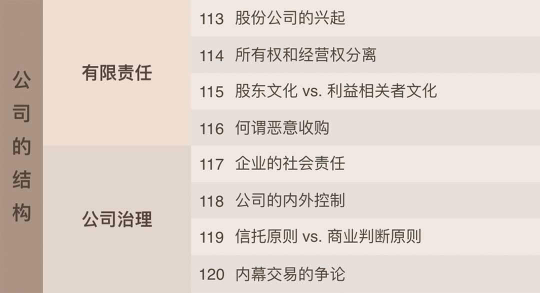 公司的结构
有限责任
113 股份公司的兴起
114 所有权和经营权分离
115 股东文化 vs. 利益相关者文化
116 何谓恶意收购
公司治理
117 企业的社会责任
118 公司的内外控制
119 信托原则 vs. 商业判断原则
120 内幕交易的争论